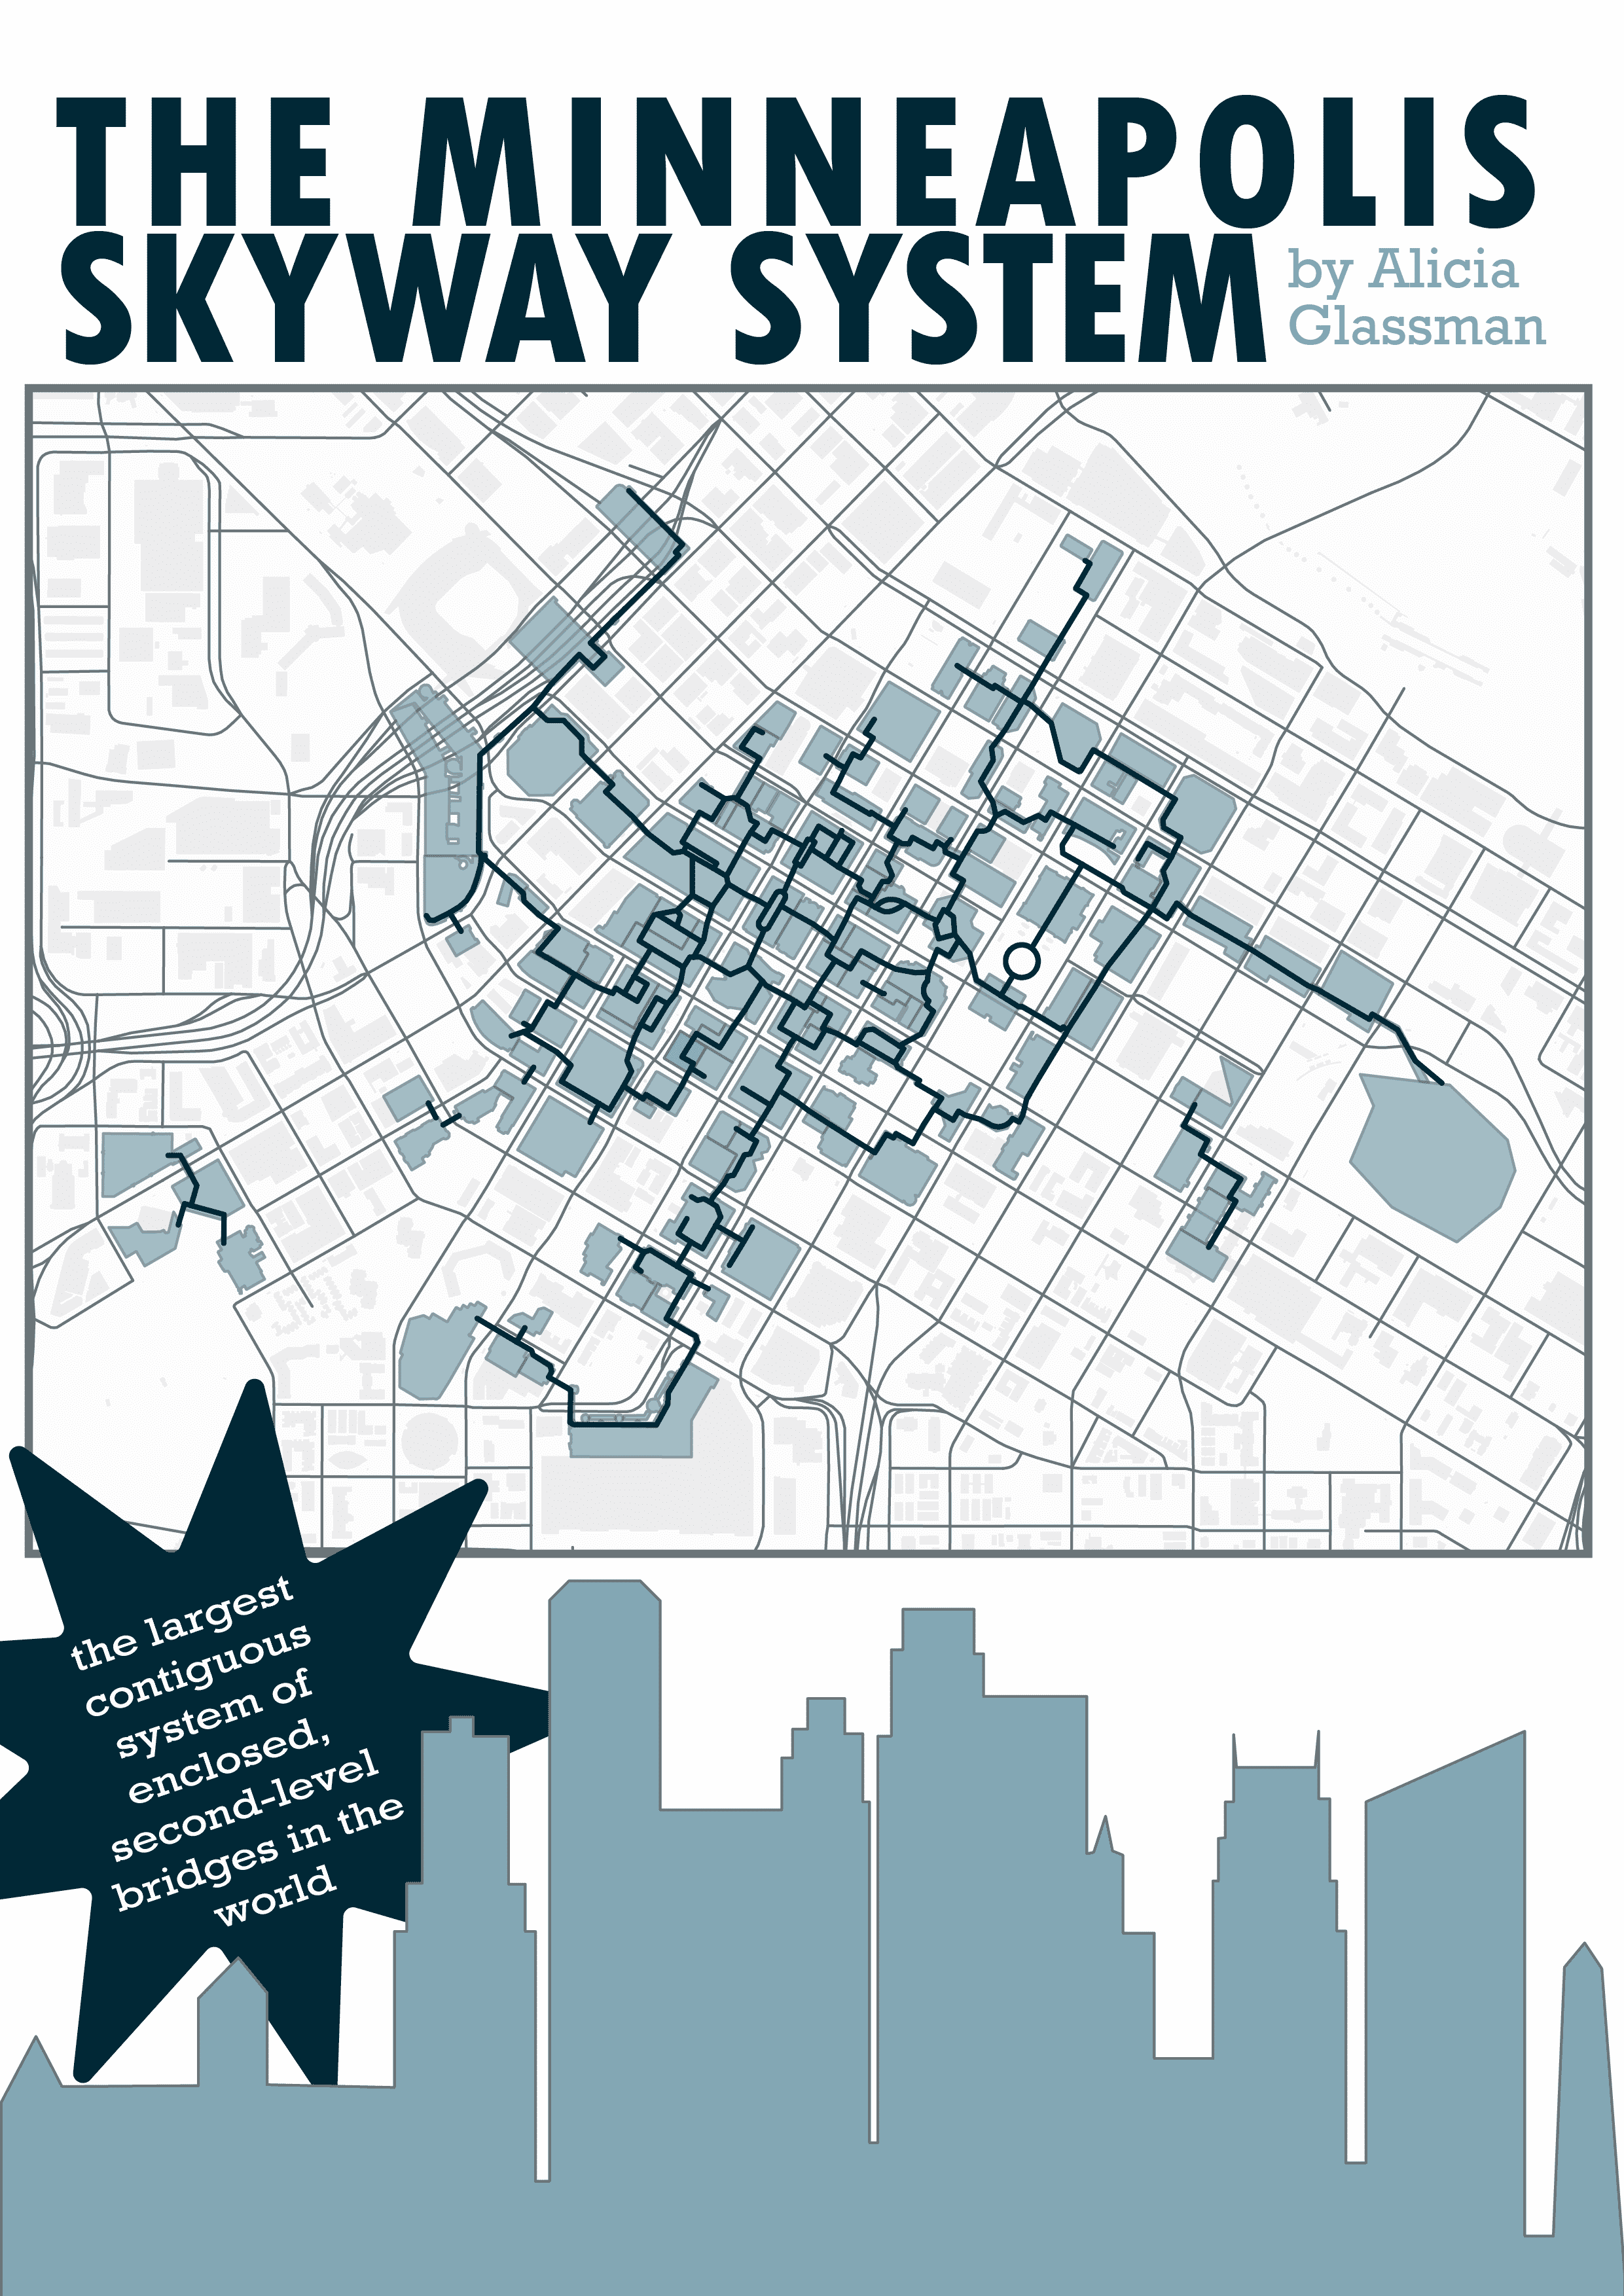 THE MINNEAPOLIS
SKYWAY SYSTEM
by Alicia
Glassman
the largest
contiguous
system of
enclosed,
second-level
bridges in the
world